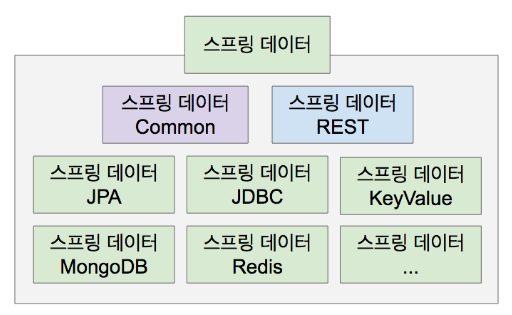 스프링 데이터
스프링 데이터
Common
스프링 데이터
REST
스프링 데이터
JPA
스프링 데이터
JDBC
스프링 데이터
KeyValue
스프링 데이터
MongoDB
스프링 데이터
Redis
스프링 데이터
...